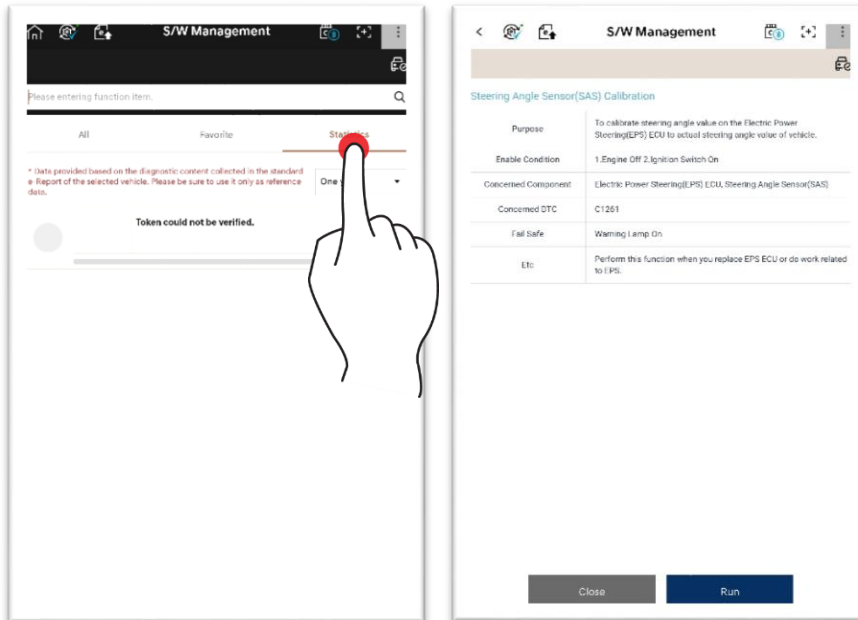 S/W Management
Please entering function item.
All
Favorite
Statistics
* Data provided based on the diagnostic content collected in the standard
e-Report of the selected vehicle. Please be sure to use it only as reference
data.
One
Token could not be verified.
S/W Management
Steering Angle Sensor(SAS) Calibration
Purpose
To calibrate steering angle value on the Electric Power
Steering(EPS) ECU to actual steering angle value of vehicle.
Enable Condition
1.Engine Off 2.Ignition Switch On
Concerned Component
Electric Power Steering(EPS) ECU, Steering Angle Sensor(SAS)
Concerned DTC
C1261
Fail Safe
Warning Lamp On
Etc
Perform this function when you replace EPS ECU or do work related
to EPS.
Close
Run